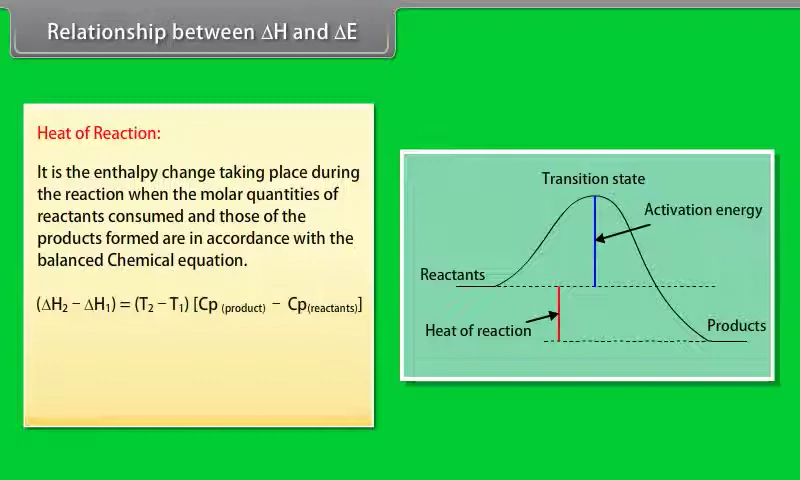 Relationship between ΔH and ΔE
Heat of Reaction:
It is the enthalpy change taking place during
the reaction when the molar quantities of
reactants consumed and those of the
products formed are in accordance with the
balanced Chemical equation.
(ΔH₂ − ΔH₁) = (T₂ − T₁) [Cp (product) − Cp(reactants)]
Transition state
Activation energy
Reactants
Heat of reaction
Products